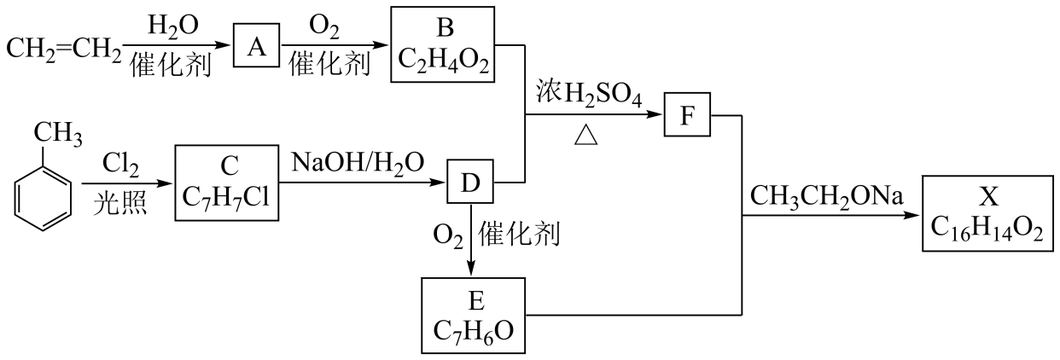 CH₂=CH₂
H₂O
催化剂
A
O₂
催化剂
B
C₂H₄O₂
浓H₂SO₄
△
F
CH₃
Cl₂
光照
C
C₇H₇Cl
NaOH/H₂O
D
O₂ 催化剂
E
C₇H₆O
CH₃CH₂ONa
X
C₁₆H₁₄O₂